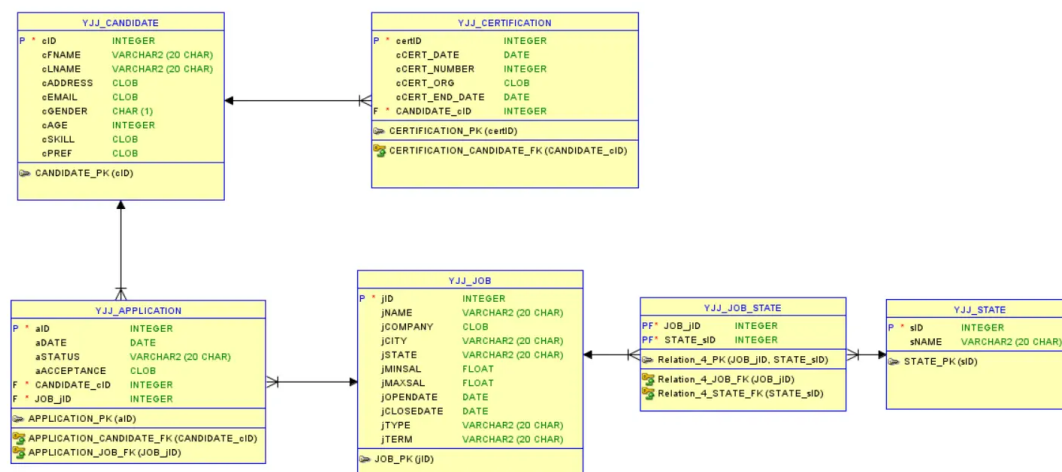 YJJ_CANDIDATE
P * cID INTEGER
cFNAME VARCHAR2 (20 CHAR)
cLNAME VARCHAR2 (20 CHAR)
cADDRESS CLOB
cEMAIL CLOB
cGENDER CHAR (1)
cAGE INTEGER
cSKILL CLOB
cPREF CLOB
CANDIDATE_PK (cID)
YJJ_CERTIFICATION
P * certID INTEGER
cCERT_DATE DATE
cCERT_NUMBER INTEGER
cCERT_ORG CLOB
cCERT_END_DATE DATE
F * CANDIDATE_cID INTEGER
CERTIFICATION_PK (certID)
CERTIFICATION_CANDIDATE_FK (CANDIDATE_cID)
YJJ_APPLICATION
P * aID INTEGER
aDATE DATE
aSTATUS VARCHAR2 (20 CHAR)
aACCEPTANCE CLOB
F * CANDIDATE_cID INTEGER
F * JOB_jID INTEGER
APPLICATION_PK (aID)
APPLICATION_CANDIDATE_FK (CANDIDATE_cID)
APPLICATION_JOB_FK (JOB_jID)
YJJ_JOB
P * jID INTEGER
jNAME VARCHAR2 (20 CHAR)
jCOMPANY CLOB
jCITY VARCHAR2 (20 CHAR)
jSTATE VARCHAR2 (20 CHAR)
jMINSAL FLOAT
jMAXSAL FLOAT
jOPENDATE DATE
jCLOSEDATE DATE
jTYPE VARCHAR2 (20 CHAR)
jTERM VARCHAR2 (20 CHAR)
JOB_PK (jID)
YJJ_JOB_STATE
PF* JOB_jID INTEGER
PF* STATE_sID INTEGER
Relation_4_PK (JOB_jID, STATE_sID)
Relation_4_JOB_FK (JOB_jID)
Relation_4_STATE_FK (STATE_sID)
YJJ_STATE
P * sID INTEGER
sNAME VARCHAR2 (20 CHAR)
STATE_PK (sID)